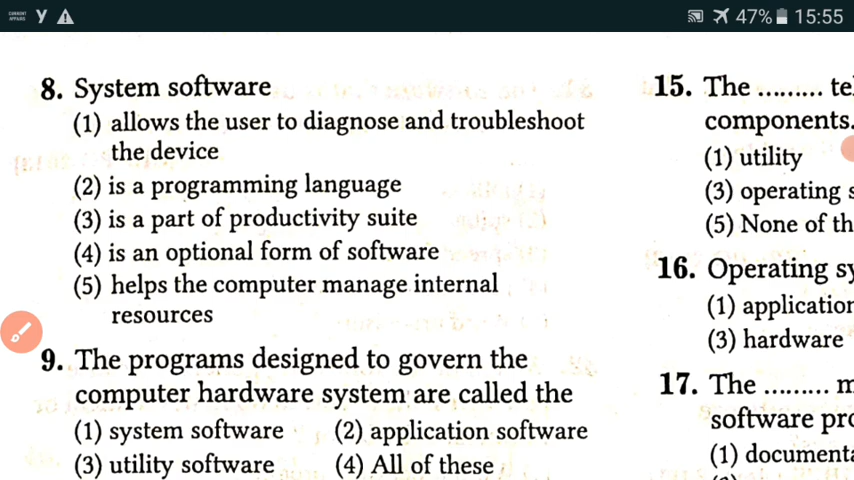 CURRENT AFFAIRS
47% 15:55
8. System software
(1) allows the user to diagnose and troubleshoot
the device
(2) is a programming language
(3) is a part of productivity suite
(4) is an optional form of software
(5) helps the computer manage internal
resources
9. The programs designed to govern the
computer hardware system are called the
(1) system software (2) application software
(3) utility software (4) All of these
15. The ......... te
components.
(1) utility
(3) operating s
(5) None of th
16. Operating sy
(1) application
(3) hardware
17. The ......... m
software pro
(1) documenta